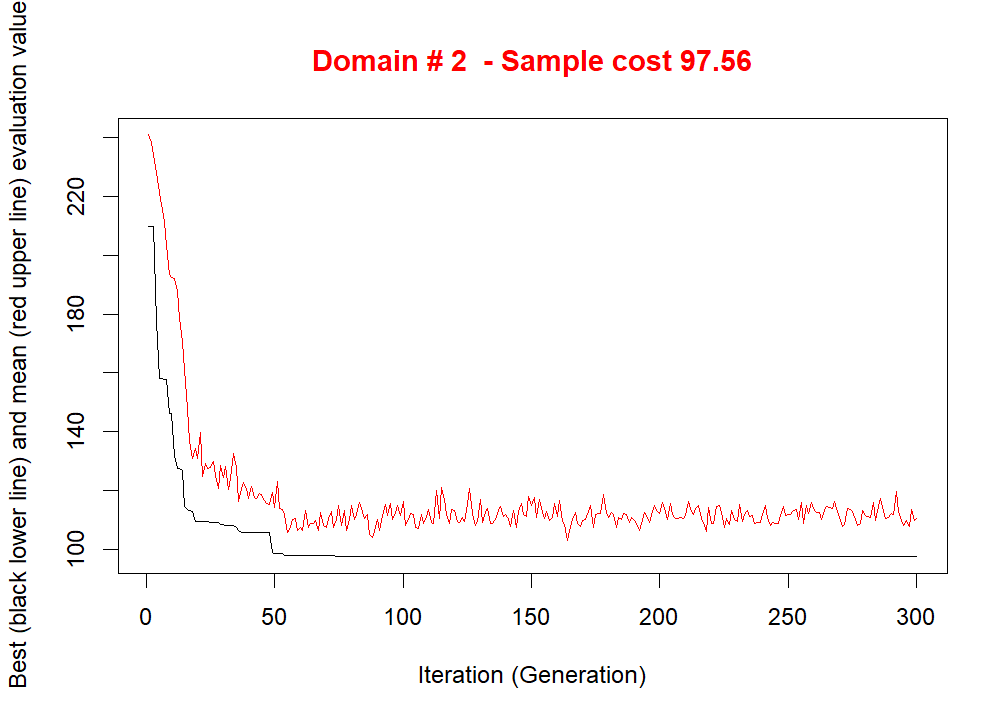 Domain # 2  - Sample cost 97.56
Best (black lower line) and mean (red upper line) evaluation value
220
180
140
100
0 50 100 150 200 250 300
Iteration (Generation)